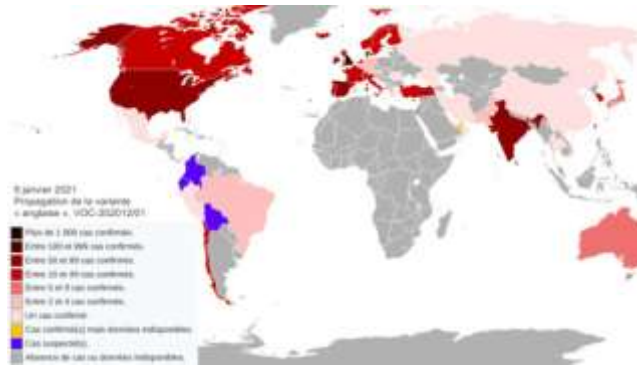 9 janvier 2021
Propagation de la variante
« anglaise », VOC-202012/01
Plus de 1 000 cas confirmés.
Entre 100 et 999 cas confirmés.
Entre 50 et 99 cas confirmés.
Entre 10 et 49 cas confirmés.
Entre 5 et 9 cas confirmés.
Entre 2 et 4 cas confirmés.
Un cas confirmé
Cas confirmé(s) mais données indisponibles.
Cas suspecté(s).
Absence de cas ou données indisponibles.